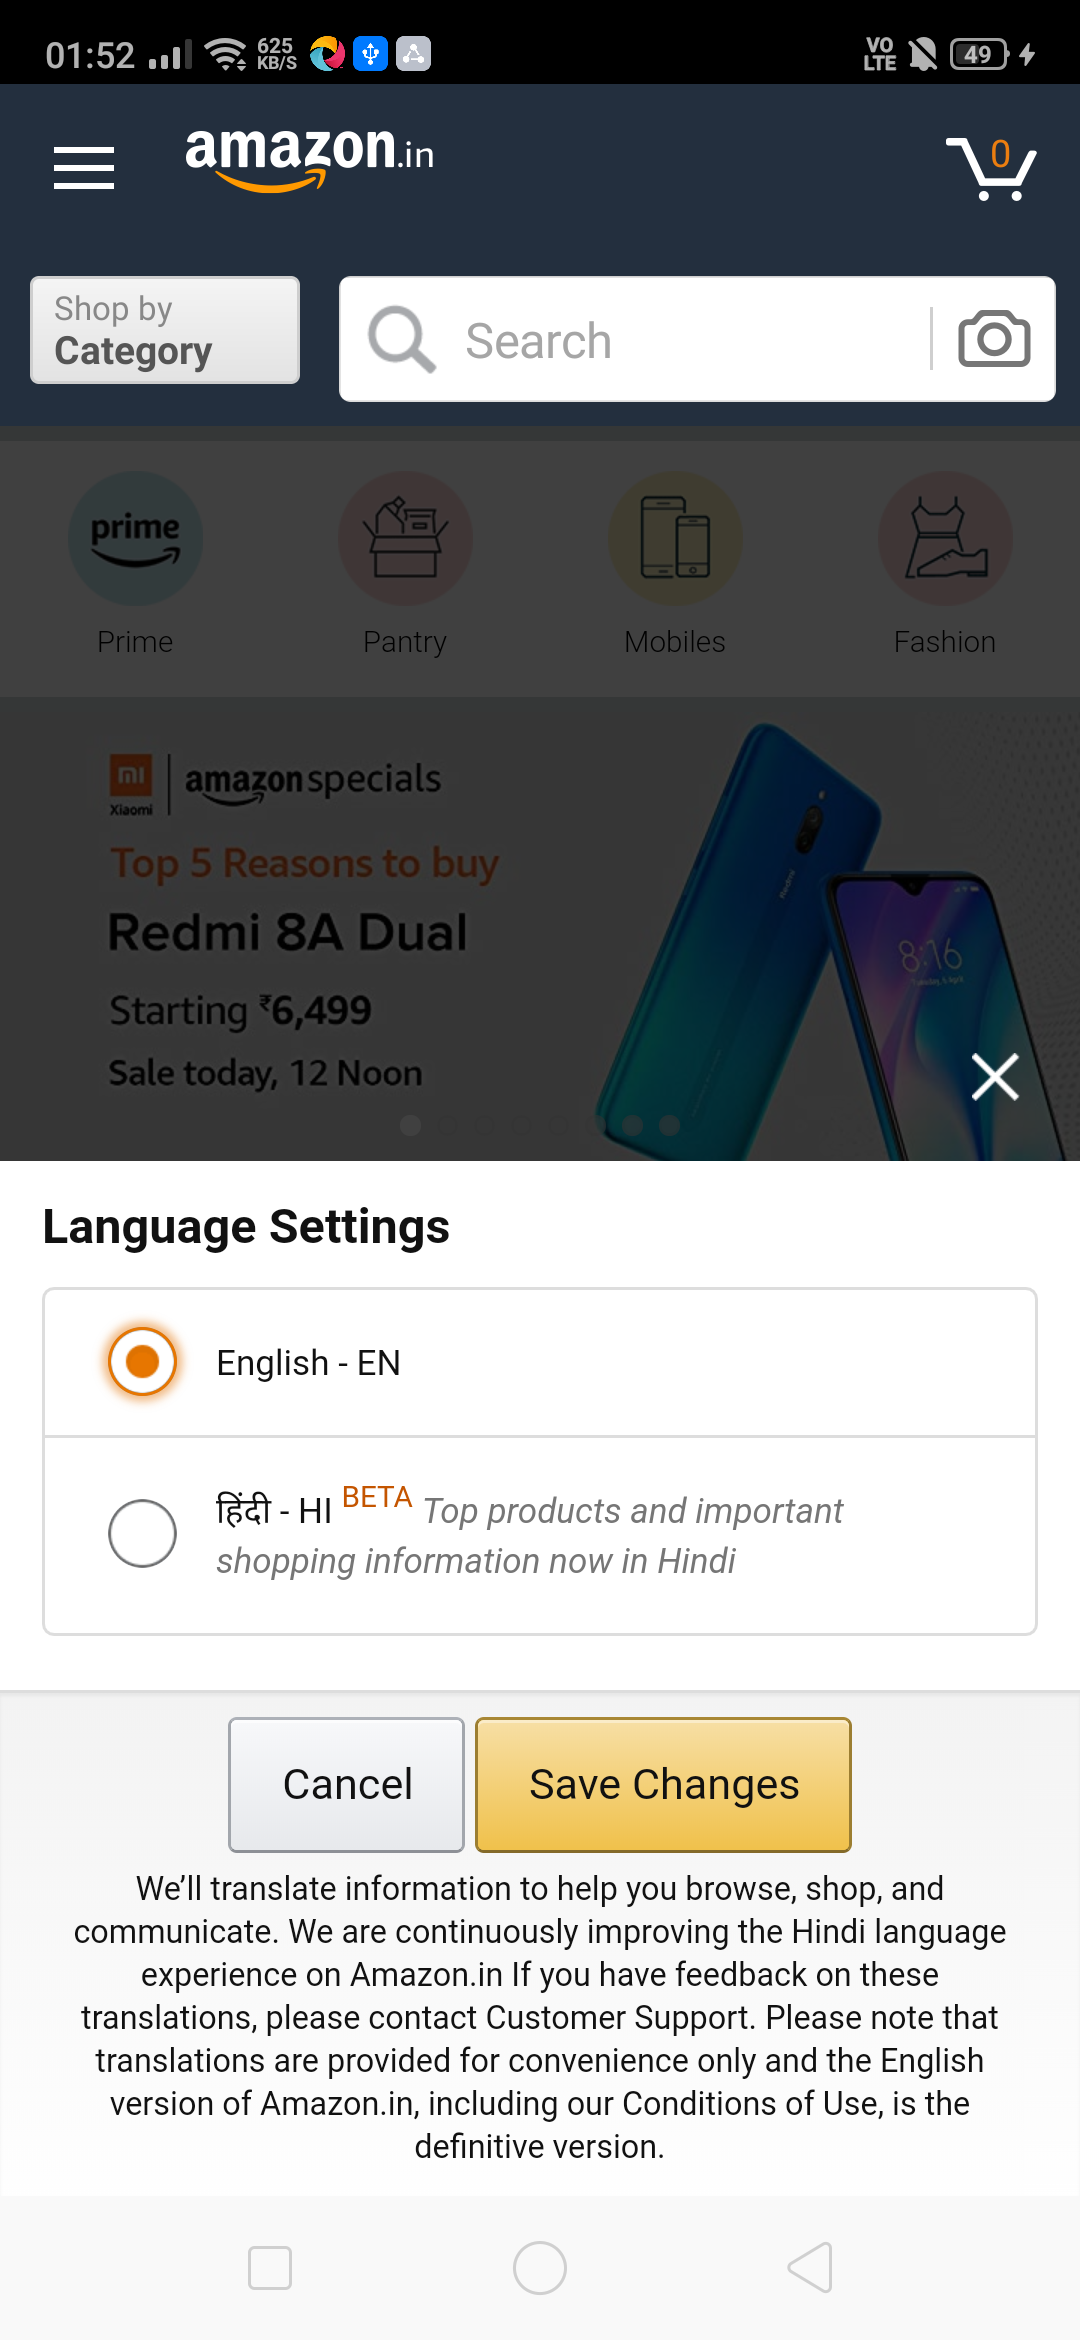 01:52 625 KB/S VO LTE 49
amazon.in 0
Shop by
Category
Search
prime
Prime Pantry Mobiles Fashion
mi
Xiaomi
amazon specials
Top 5 Reasons to buy
Redmi 8A Dual
Starting ₹6,499
Sale today, 12 Noon
Redmi
8:16
Language Settings
English - EN
हिंदी - HI BETA Top products and important
shopping information now in Hindi
Cancel Save Changes
We’ll translate information to help you browse, shop, and
communicate. We are continuously improving the Hindi language
experience on Amazon.in If you have feedback on these
translations, please contact Customer Support. Please note that
translations are provided for convenience only and the English
version of Amazon.in, including our Conditions of Use, is the
definitive version.